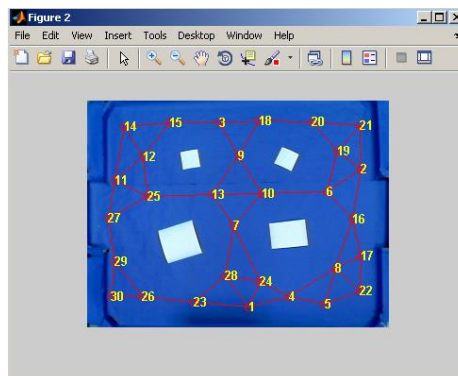 Figure 2
File Edit View Insert Tools Desktop Window Help
14 15 3 18 20 21
12 9 19
11 2
25 13 10 6
27 7 16
29 28 24 8 17
30 26 23 1 4 5 22